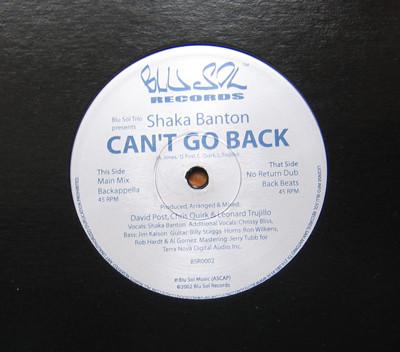 BLU SOL
TM
RECORDS
Blu Sol Trio
presents
Shaka Banton
CAN'T GO BACK
This Side
Main Mix
Backappella
45 RPM
That Side
No Return Dub
Back Beats
45 RPM
Produced, Arranged & Mixed:
David Post, Chris Quirk & Leonard Trujillo
Vocals: Shaka Banton Additional Vocals: Chrissy Bliss,
Bass: Jim Kaison Guitar: Billy Staggs Horns: Ron Wilkens,
Rob Hardt & Al Gomez. Mastering: Jerry Tubb for
Terra Nova Digital Audio Inc.
BSR0002
℗Blu Sol Music (ASCAP)
©2002 Blu Sol Records